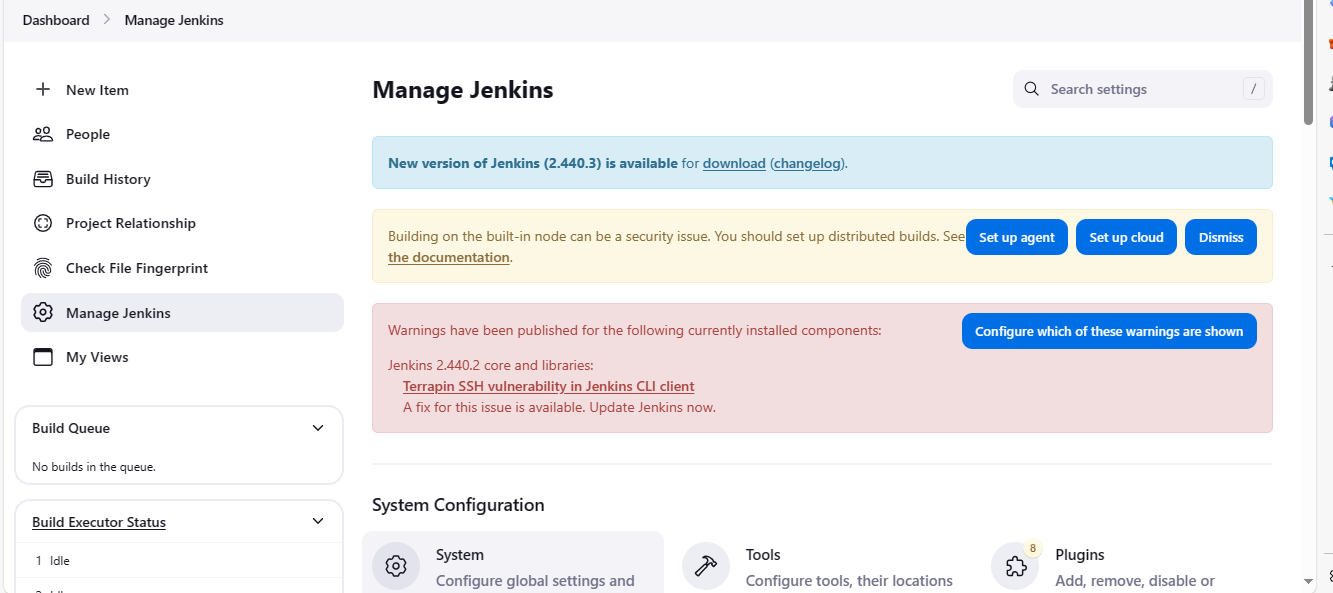 Dashboard > Manage Jenkins
New Item
People
Build History
Project Relationship
Check File Fingerprint
Manage Jenkins
My Views
Build Queue
No builds in the queue.
Build Executor Status
1 Idle
Manage Jenkins
Search settings /
New version of Jenkins (2.440.3) is available for download (changelog).
Building on the built-in node can be a security issue. You should set up distributed builds. See
the documentation.
Set up agent
Set up cloud
Dismiss
Warnings have been published for the following currently installed components:
Configure which of these warnings are shown
Jenkins 2.440.2 core and libraries:
Terrapin SSH vulnerability in Jenkins CLI client
A fix for this issue is available. Update Jenkins now.
System Configuration
System
Configure global settings and
Tools
Configure tools, their locations
8
Plugins
Add, remove, disable or